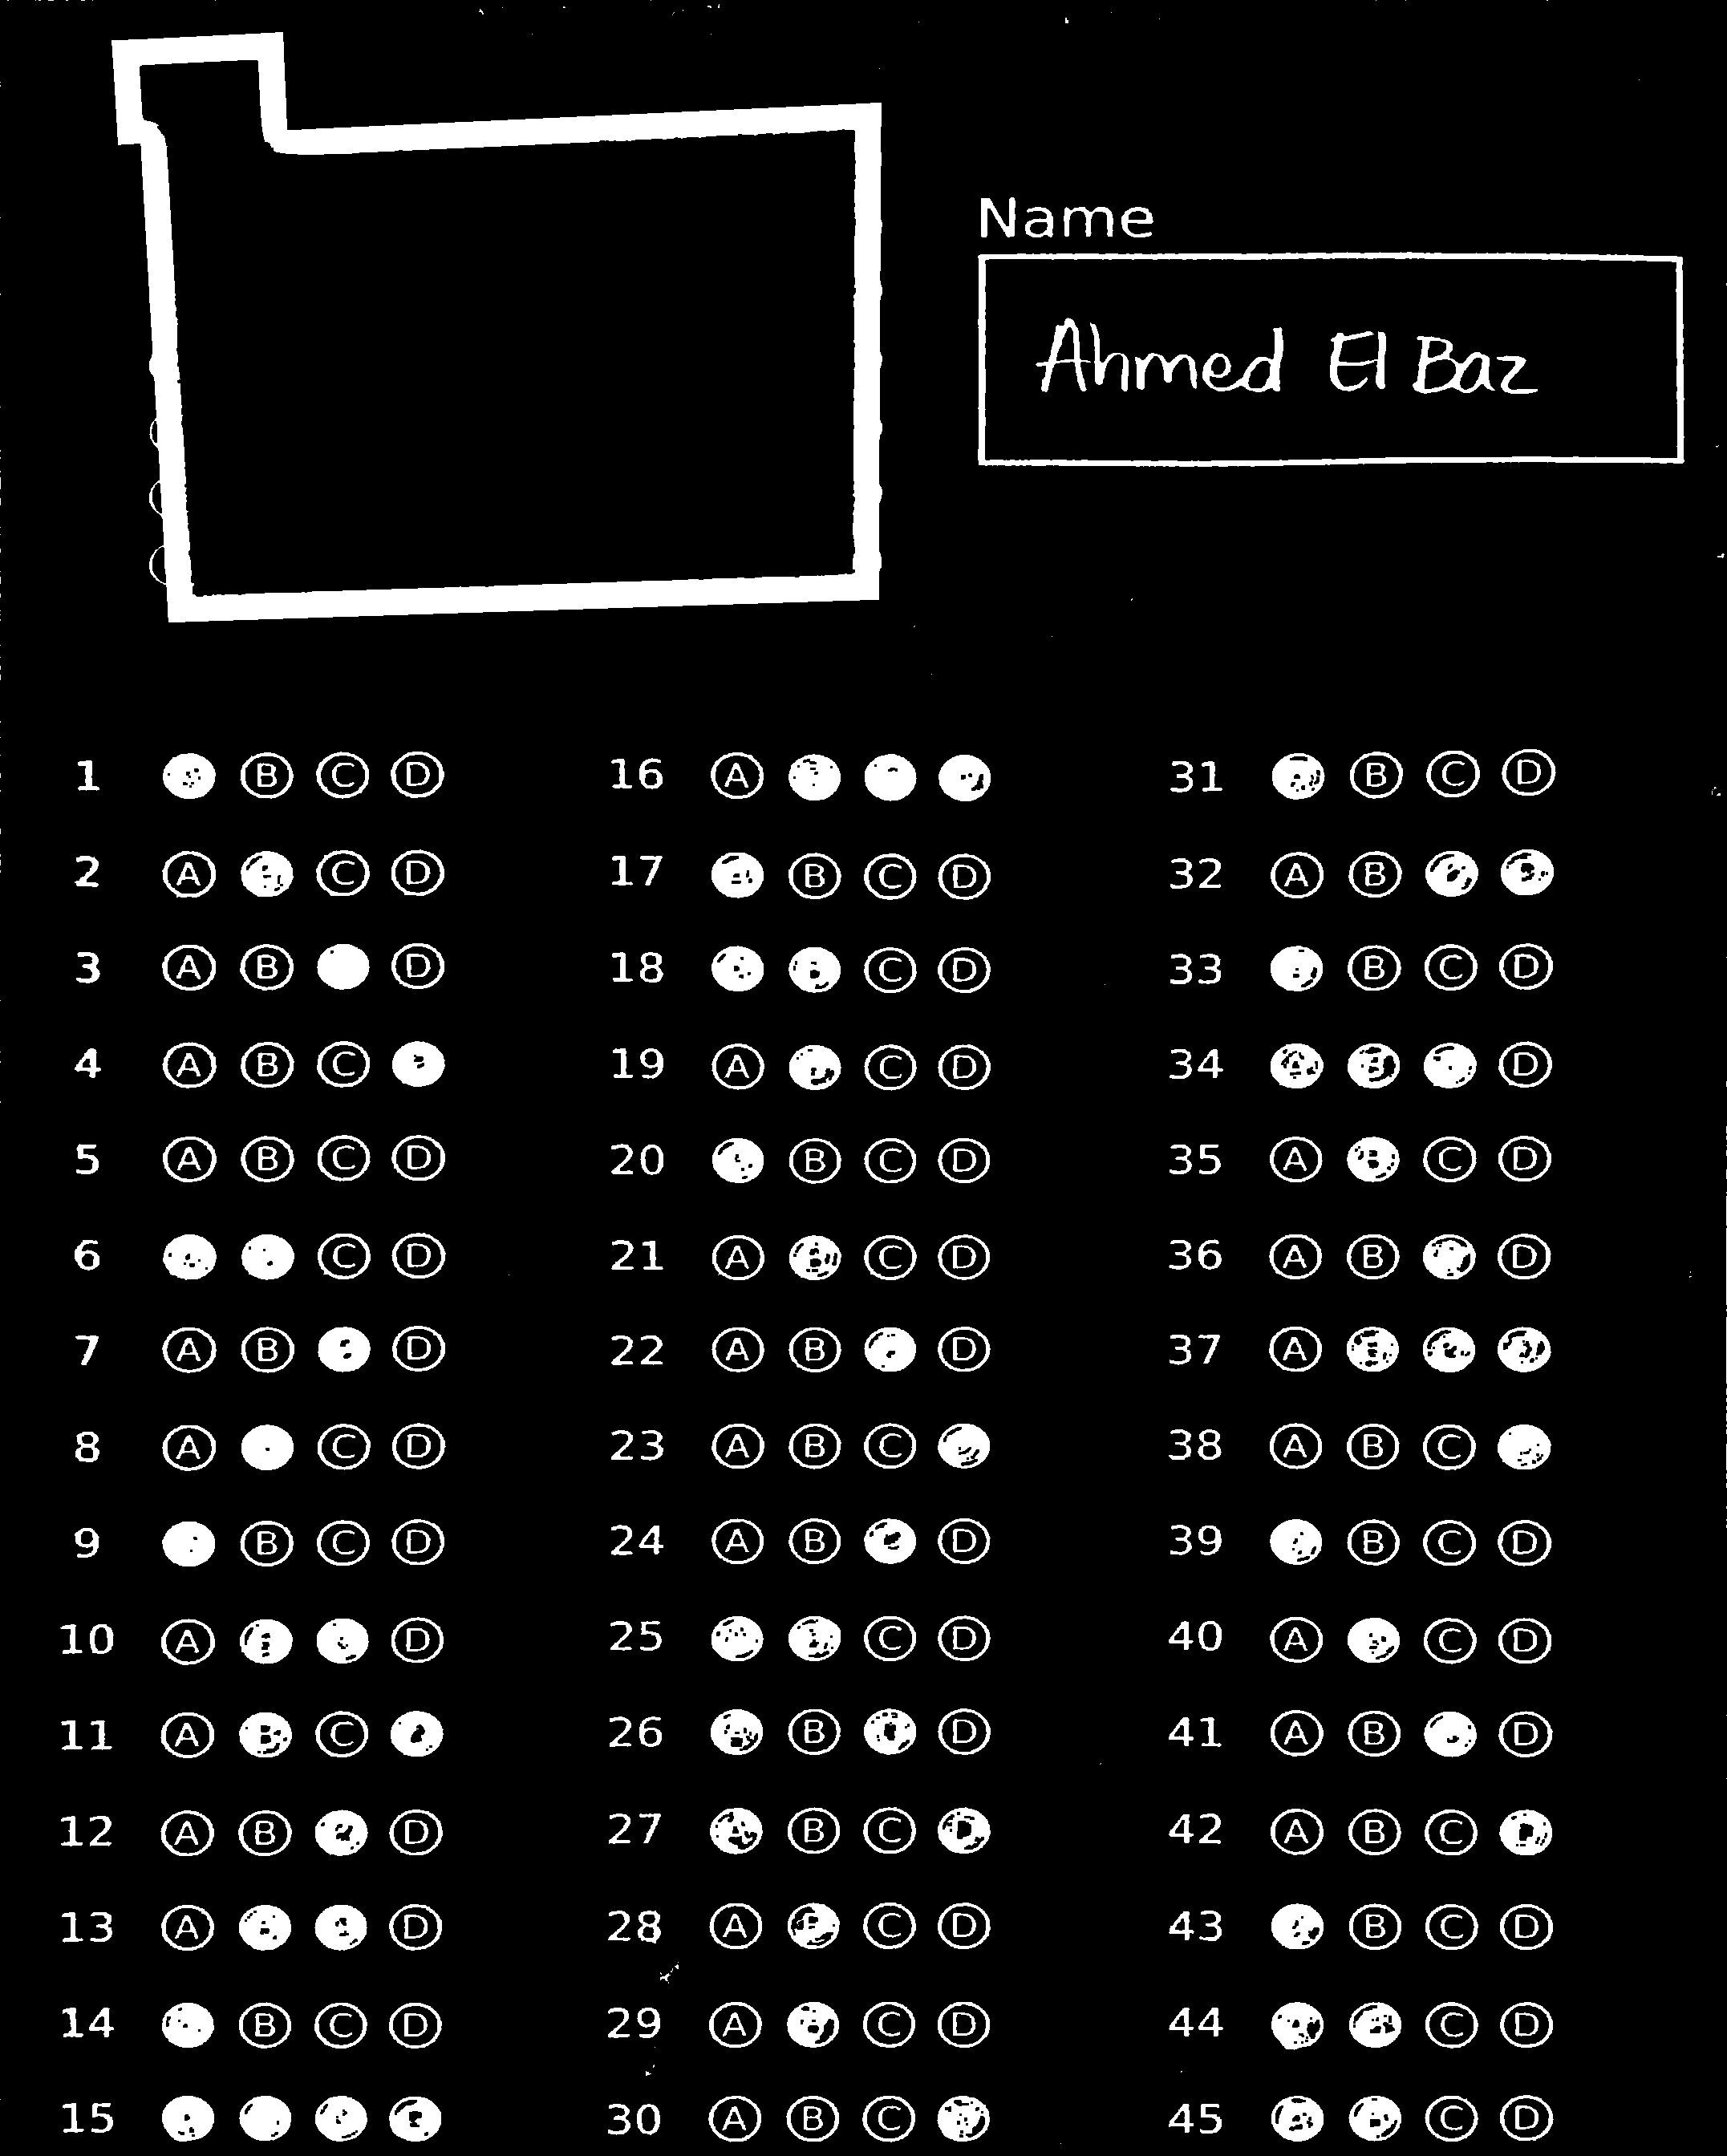 Name
Ahmed El Baz
1 B C D
2 A C D
3 A B D
4 A B C
5 A B C D
6 C D
7 A B D
8 A C D
9 B C D
10 A D
11 A B C
12 A B D
13 A D
14 B C D
15
16 A
17 B C D
18 C D
19 A C D
20 B C D
21 A C D
22 A B D
23 A B C
24 A B D
25 C D
26 B D
27 B C D
28 A C D
29 A C D
30 A B C
31 B C D
32 A B
33 B C D
34 D
35 A B C D
36 A B D
37 A
38 A B C
39 B C D
40 A C D
41 A B D
42 A B C
43 B C D
44 C D
45 C D